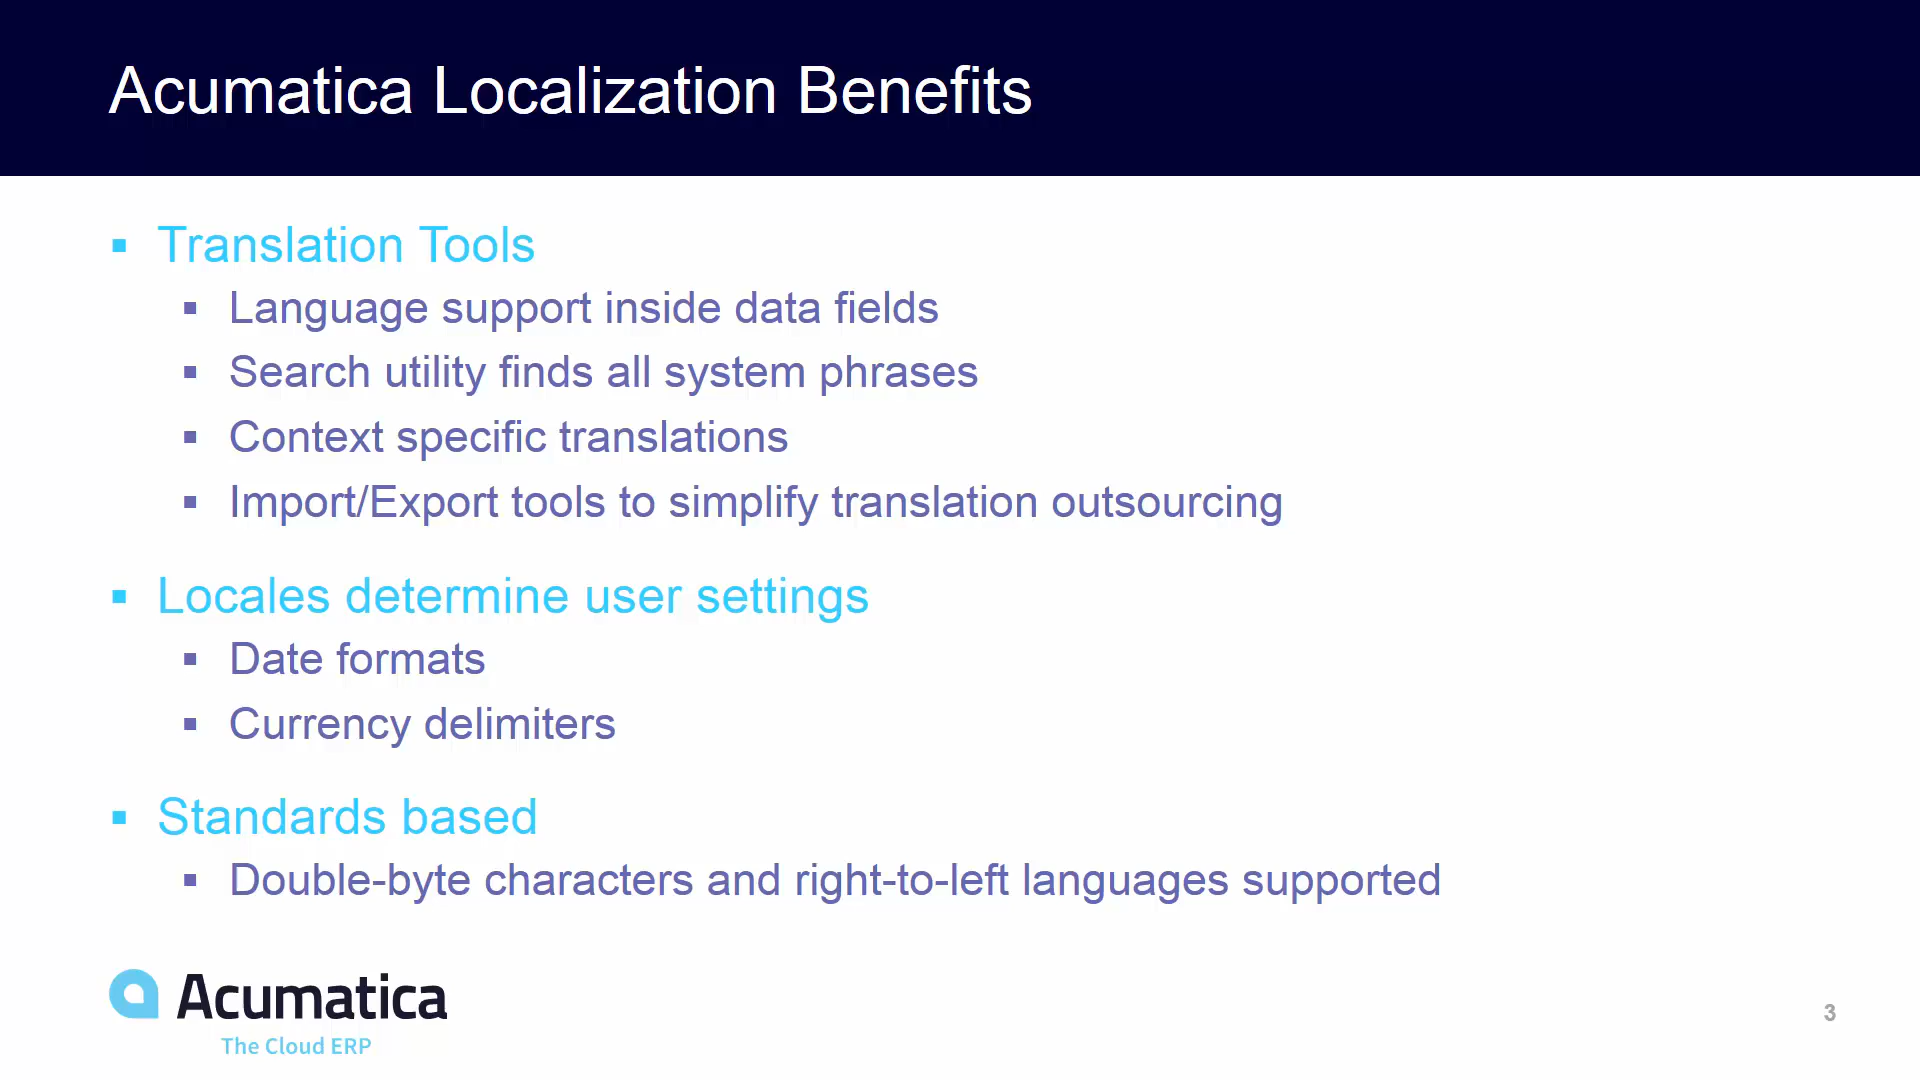 Acumatica Localization Benefits
▪ Translation Tools
▪ Language support inside data fields
▪ Search utility finds all system phrases
▪ Context specific translations
▪ Import/Export tools to simplify translation outsourcing
▪ Locales determine user settings
▪ Date formats
▪ Currency delimiters
▪ Standards based
▪ Double-byte characters and right-to-left languages supported
Acumatica
The Cloud ERP
3